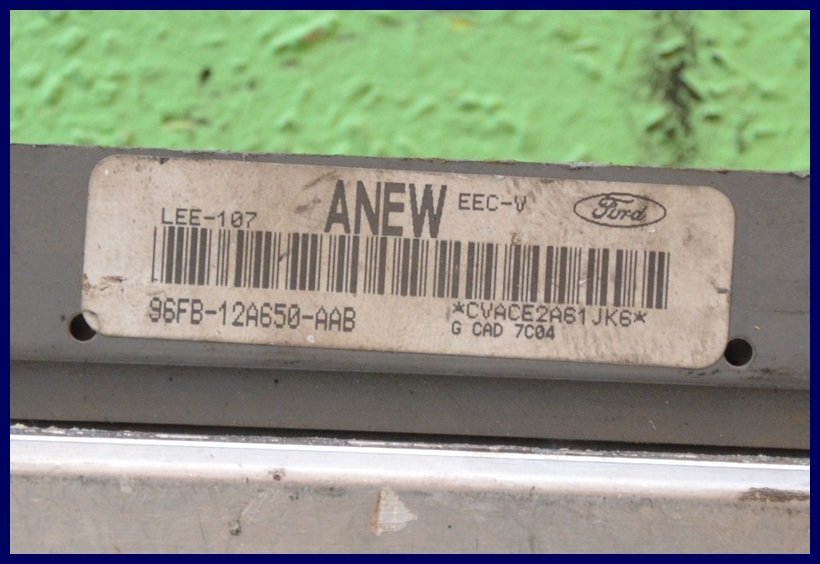 LEE-107 ANEW EEC-V Ford
96FB-12A650-AAB *CVACE2A61JK6*
G CAD 7C04